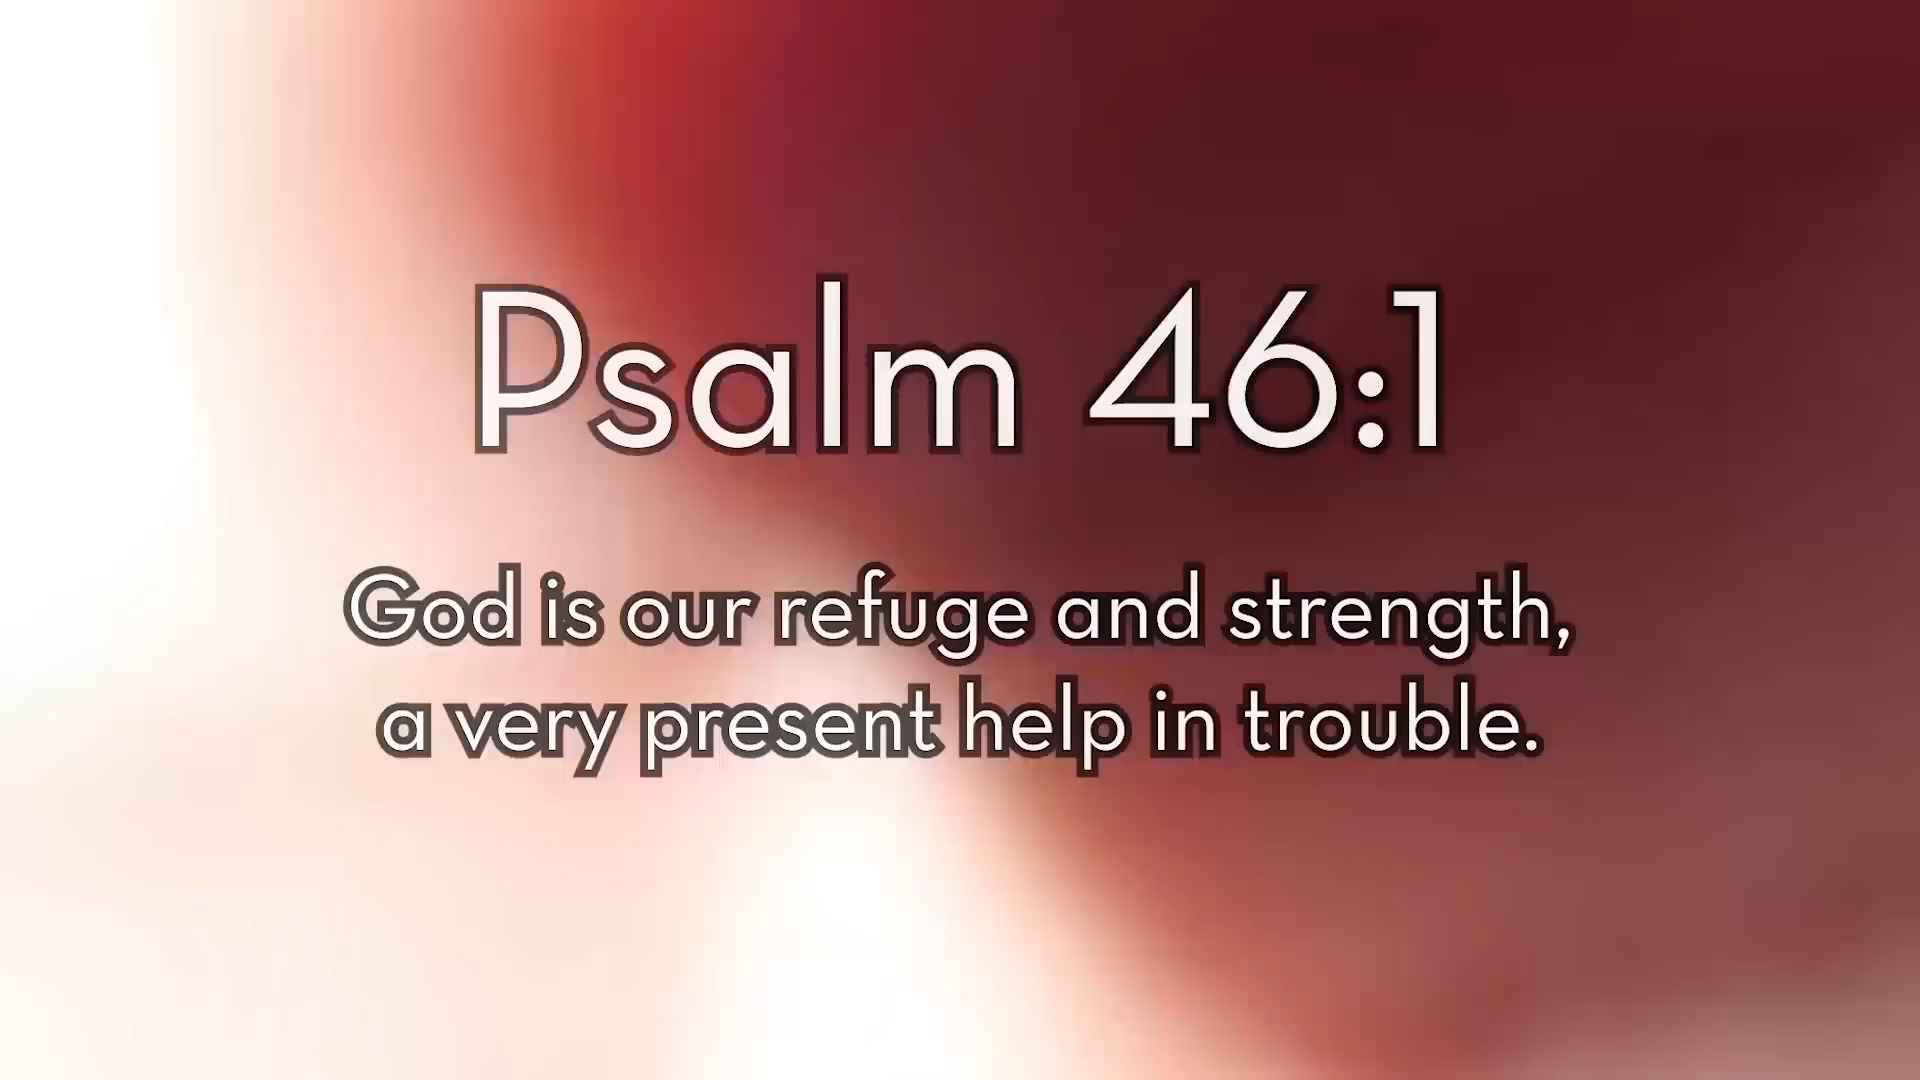 Psalm 46:1
God is our refuge and strength,
a very present help in trouble.